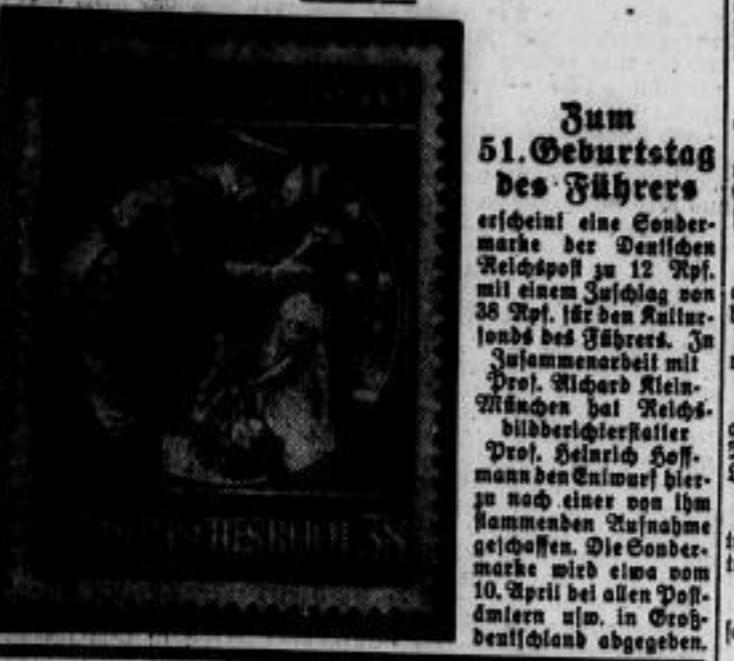 Zum
51. Geburtstag
des Führers
erscheint eine Sonder-
marke der Deutschen
Reichspost zu 12 Rpf.
mit einem Zuschlag von
38 Rpf. für den Kultur-
fonds des Führers. In
Zusammenarbeit mit
Prof. Richard Klein-
München hat Reichs-
bildberichterstatter
Prof. Heinrich Hoff-
mann den Entwurf hier-
zu nach einer von ihm
stammenden Aufnahme
geschaffen. Die Sonder-
marke wird etwa vom
10. April bei allen Post-
ämtern usw. in Groß-
deutschland abgegeben.